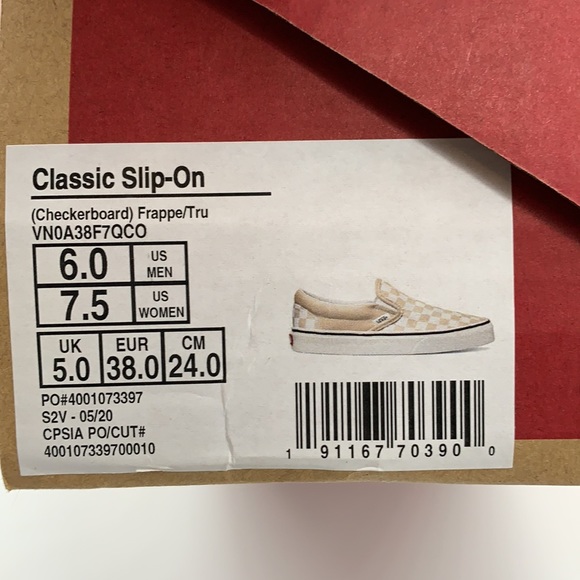 Classic Slip-On
(Checkerboard) Frappe/Tru
VN0A38F7QCO
6.0 US MEN
7.5 US WOMEN
UK EUR CM
5.0 38.0 24.0
PO#4001073397
S2V - 05/20
CPSIA PO/CUT#
400107339700010
1 91167 70390 0